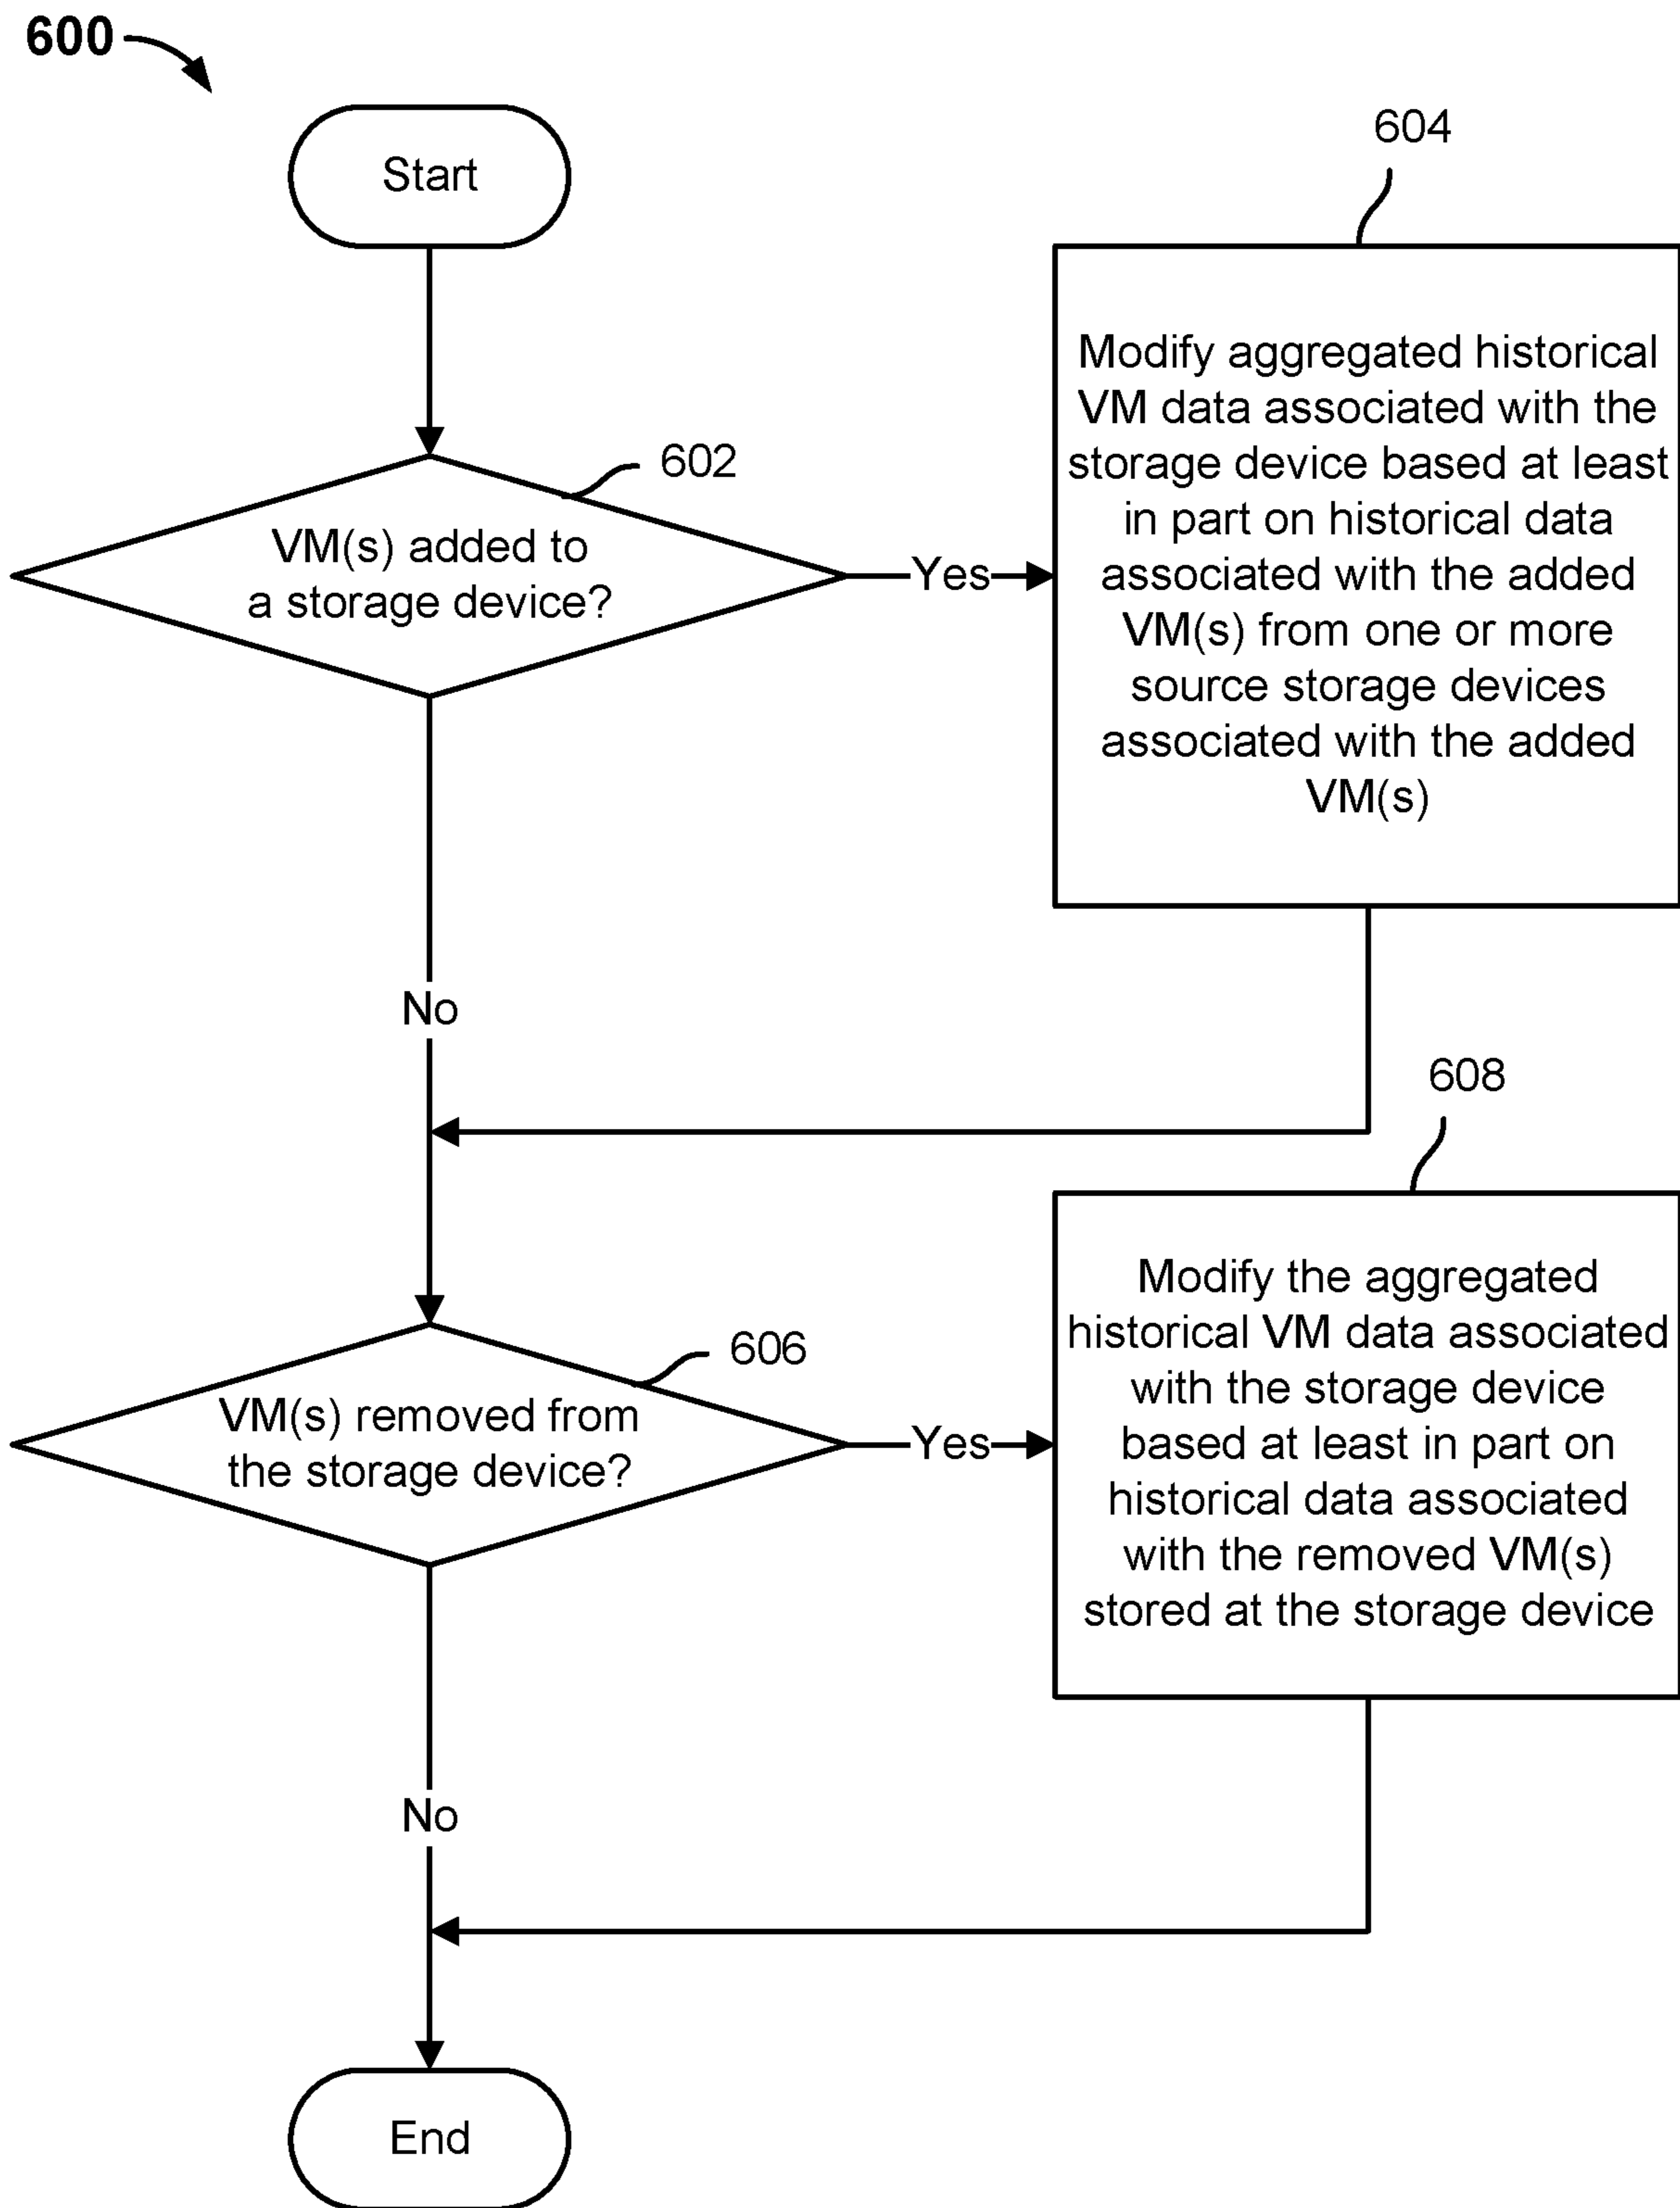 600
Start
602
VM(s) added to
a storage device?
Yes
604
Modify aggregated historical
VM data associated with the
storage device based at least
in part on historical data
associated with the added
VM(s) from one or more
source storage devices
associated with the added
VM(s)
No
606
VM(s) removed from
the storage device?
Yes
608
Modify the aggregated
historical VM data associated
with the storage device
based at least in part on
historical data associated
with the removed VM(s)
stored at the storage device
No
End